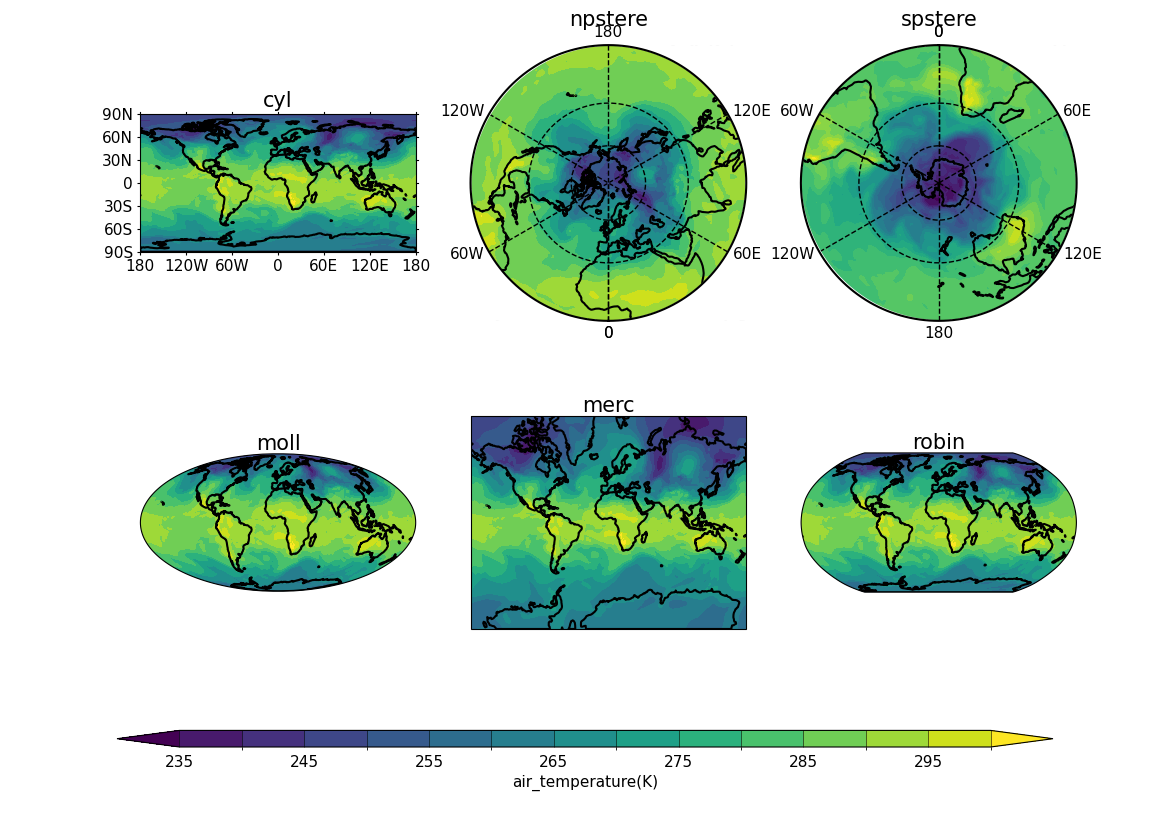 npstere
180
120W
120E
60W
60E
0
spstere
0
60W
60E
120W
120E
180
cyl
90N
60N
30N
0
30S
60S
90S
180 120W 60W 0 60E 120E 180
moll
merc
robin
235 245 255 265 275 285 295
air_temperature(K)